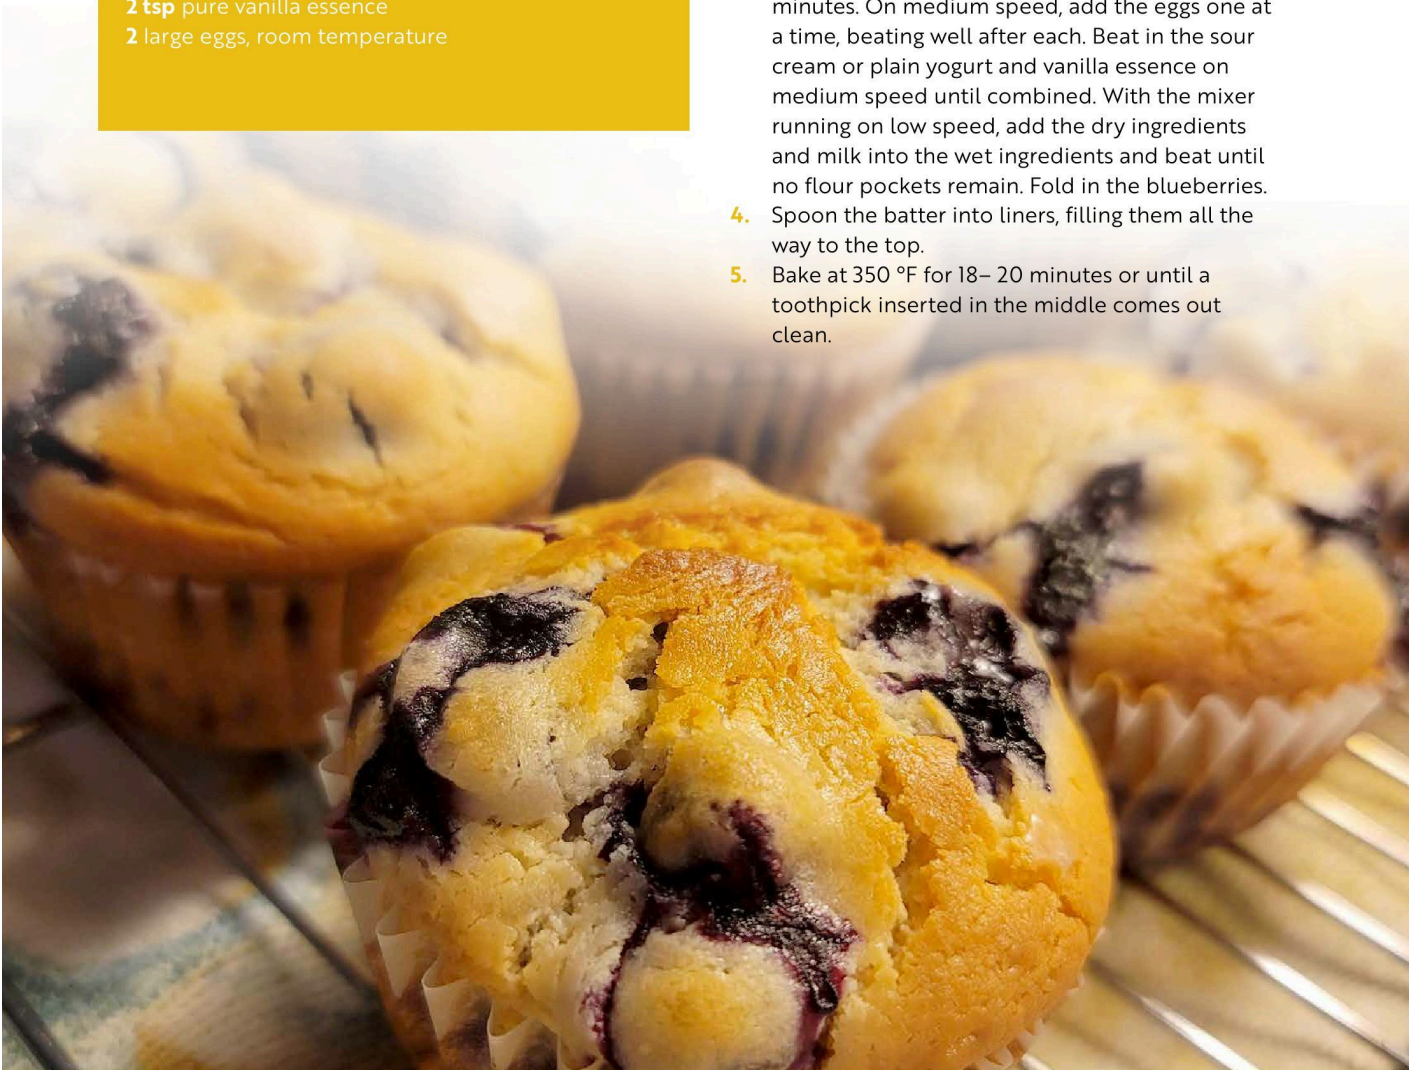 2 tsp pure vanilla essence
2 large eggs, room temperature
minutes. On medium speed, add the eggs one at
a time, beating well after each. Beat in the sour
cream or plain yogurt and vanilla essence on
medium speed until combined. With the mixer
running on low speed, add the dry ingredients
and milk into the wet ingredients and beat until
no flour pockets remain. Fold in the blueberries.
4. Spoon the batter into liners, filling them all the
way to the top.
5. Bake at 350 °F for 18– 20 minutes or until a
toothpick inserted in the middle comes out
clean.